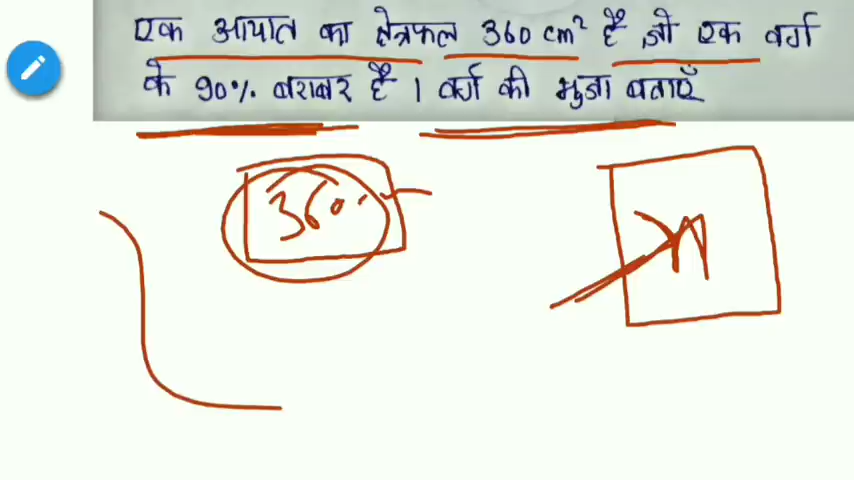 एक आयात का क्षेत्रफल 360 cm² है जो एक वर्ग
के 90% बराबर है । वर्ग की भुजा बताएँ
360